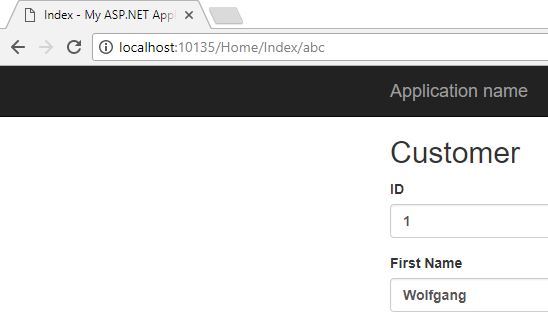 Index - My ASP.NET Appl
localhost:10135/Home/Index/abc
Application name
Customer
ID
1
First Name
Wolfgang